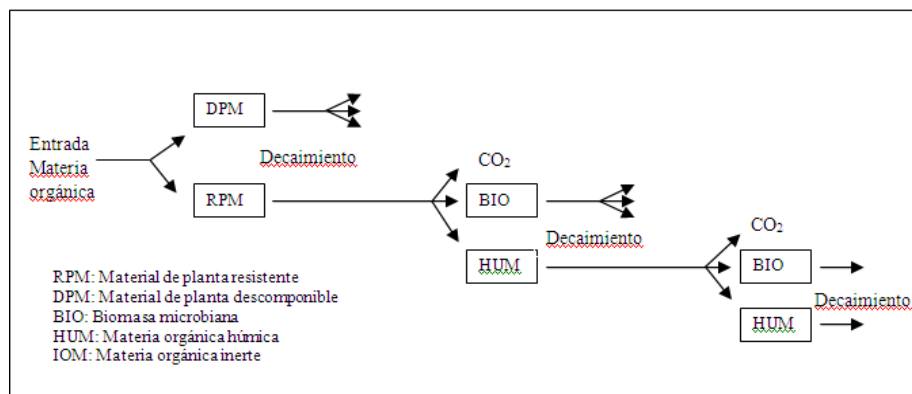 DPM
Entrada
Materia
orgánica
Decaimiento
RPM
CO2
BIO
HUM
Decaimiento
CO2
BIO
Decaimiento
HUM
RPM: Material de planta resistente
DPM: Material de planta descomponible
BIO: Biomasa microbiana
HUM: Materia orgánica húmica
IOM: Materia orgánica inerte